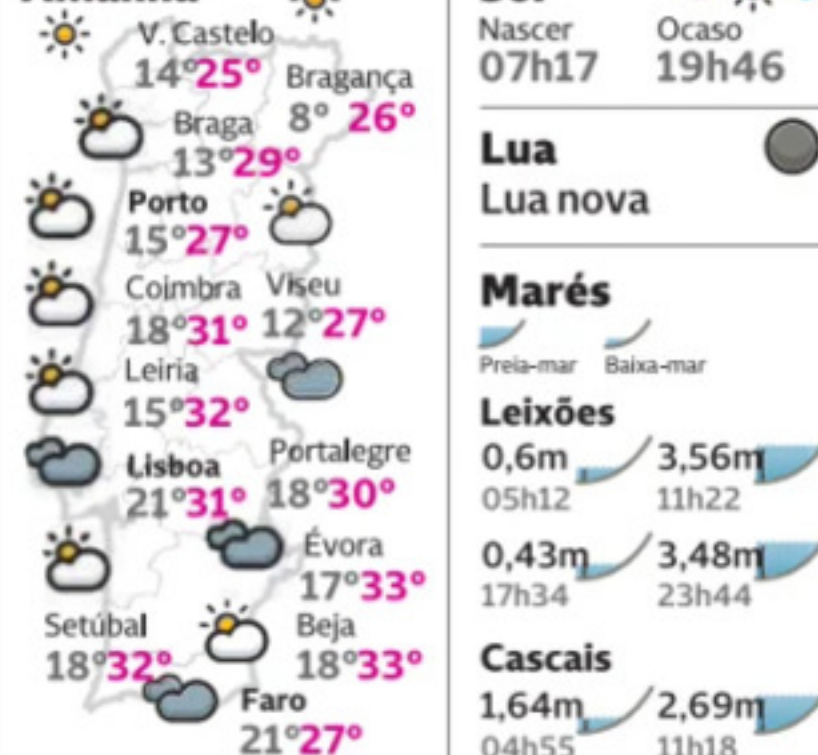 V. Castelo
14° 25°
Bragança
8° 26°
Braga
13° 29°
Porto
15° 27°
Coimbra
18° 31°
Viseu
12° 27°
Leiria
15° 32°
Lisboa
21° 31°
Portalegre
18° 30°
Évora
17° 33°
Setúbal
18° 32°
Beja
18° 33°
Faro
21° 27°
Nascer Ocaso
07h17 19h46
Lua
Lua nova
Marés
Preia-mar Baixa-mar
Leixões
0,6m 3,56m
05h12 11h22
0,43m 3,48m
17h34 23h44
Cascais
1,64m 2,69m
04h55 11h18